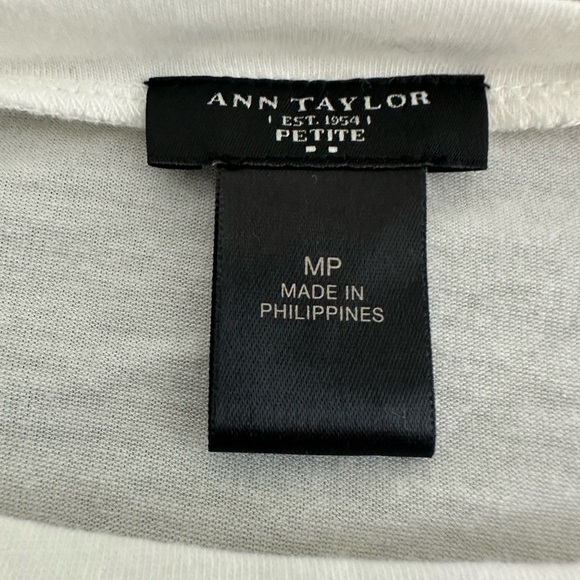 ANN TAYLOR
EST. 1954
PETITE
MP
MADE IN
PHILIPPINES